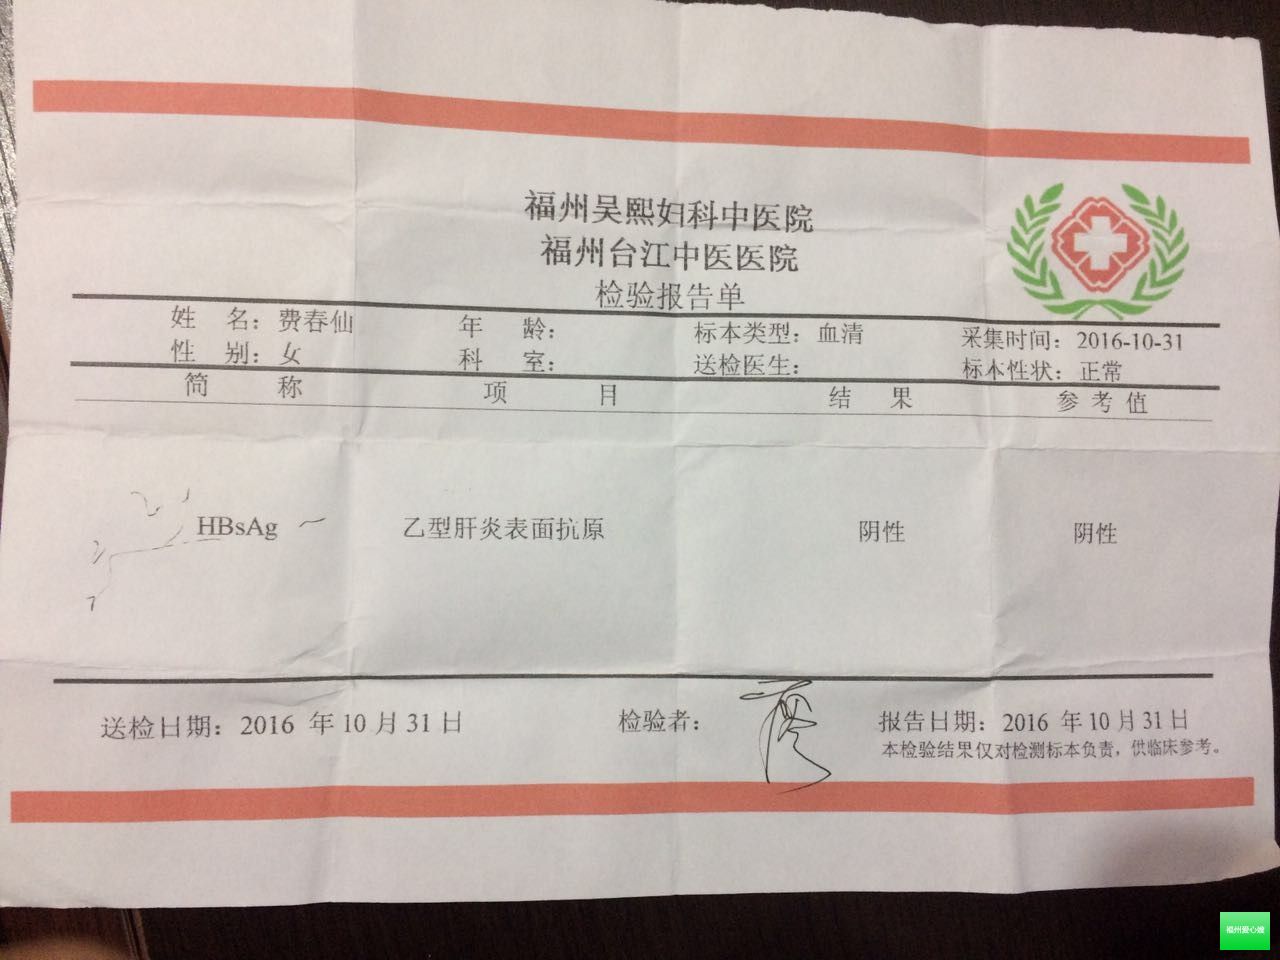 福州吴熙妇科中医院
福州台江中医医院
检验报告单
姓 名：费春仙 年 龄： 标本类型：血清 采集时间：2016-10-31
性 别：女 科 室： 送检医生： 标本性状：正常
简 称 项 目 结 果 参 考 值
HBsAg 乙型肝炎表面抗原 阴性 阴性
送检日期：2016 年 10 月 31 日 检验者： 报告日期：2016 年 10 月 31 日
本检验结果仅对检测标本负责，供临床参考。
福州爱心嫂